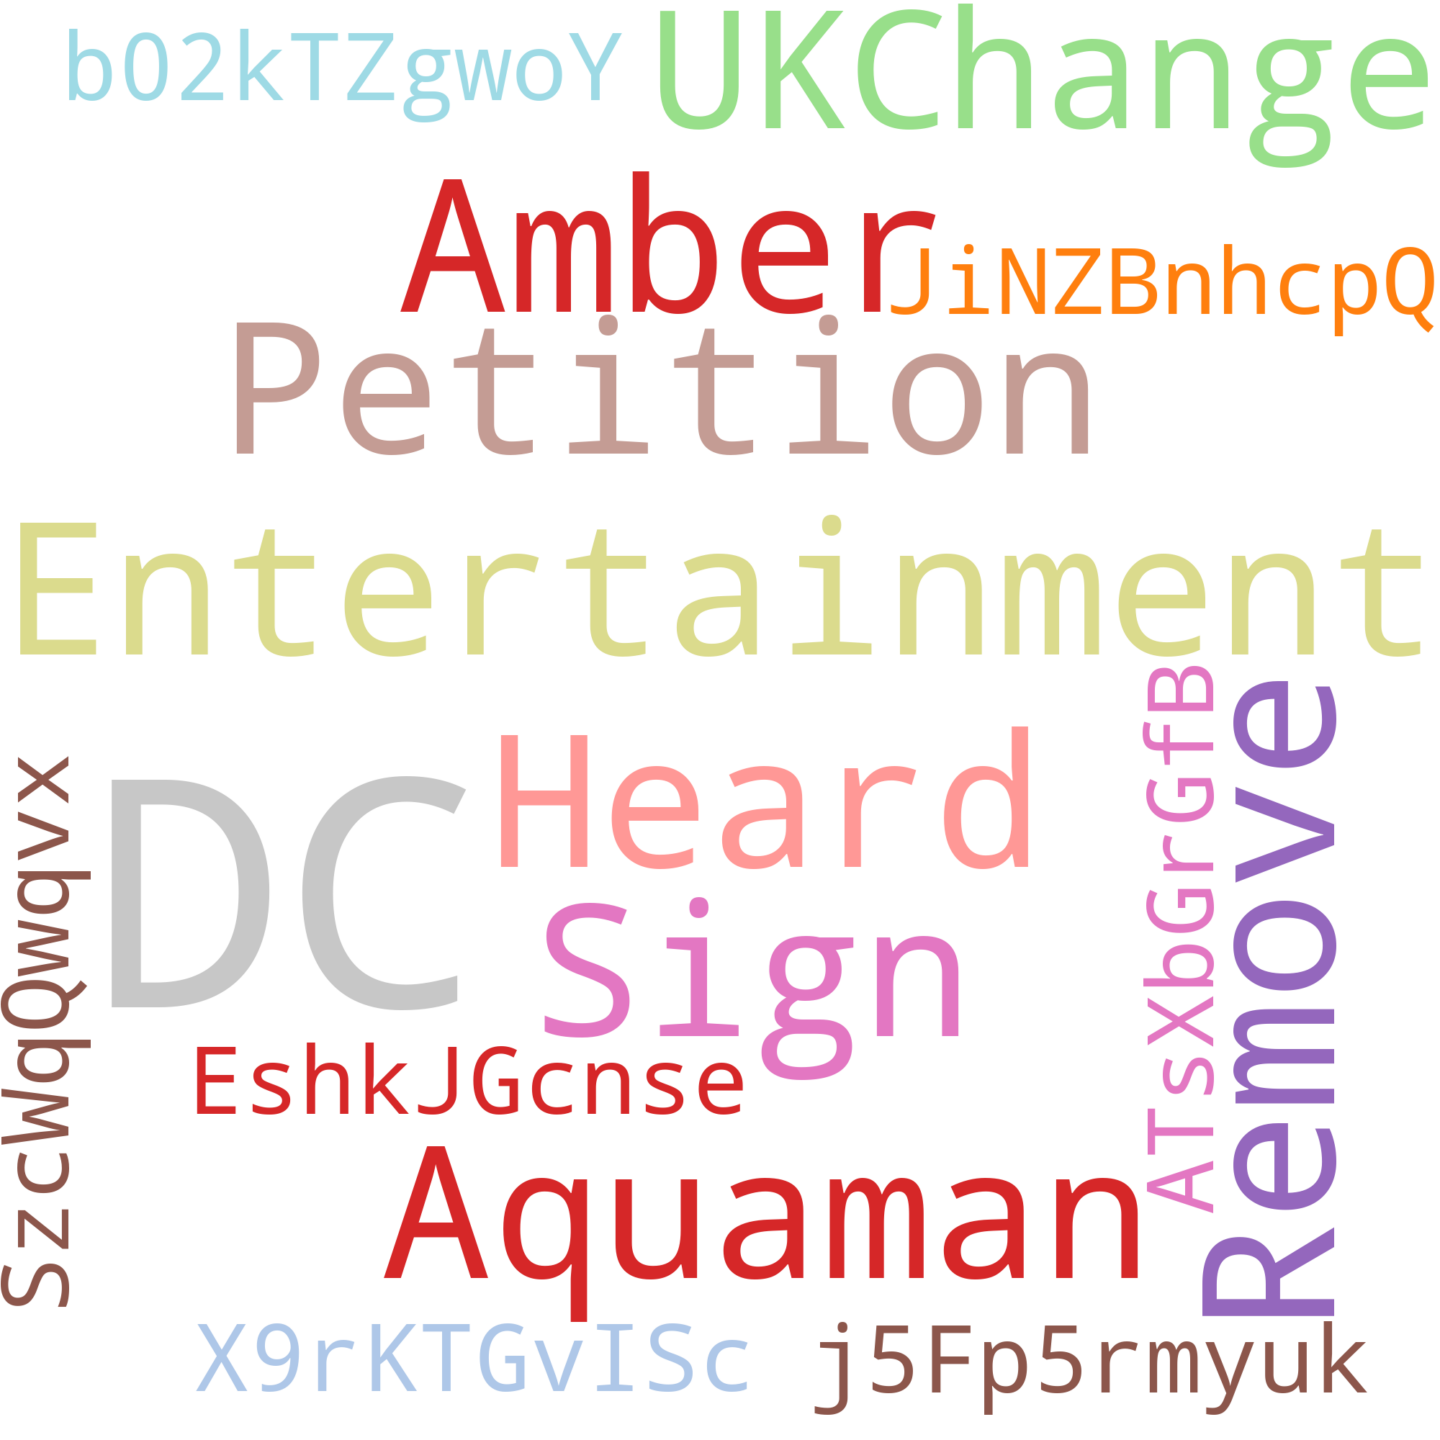 b02kTZgwoY
UKChange
Amber
JiNZBnhcpQ
Petition
Entertainment
ATsXbGrGfB
Remove
Heard
DC
SzcWqQwqvx
Sign
EshkJGcnse
Aquaman
X9rKTGvISc
j5Fp5rmyuk